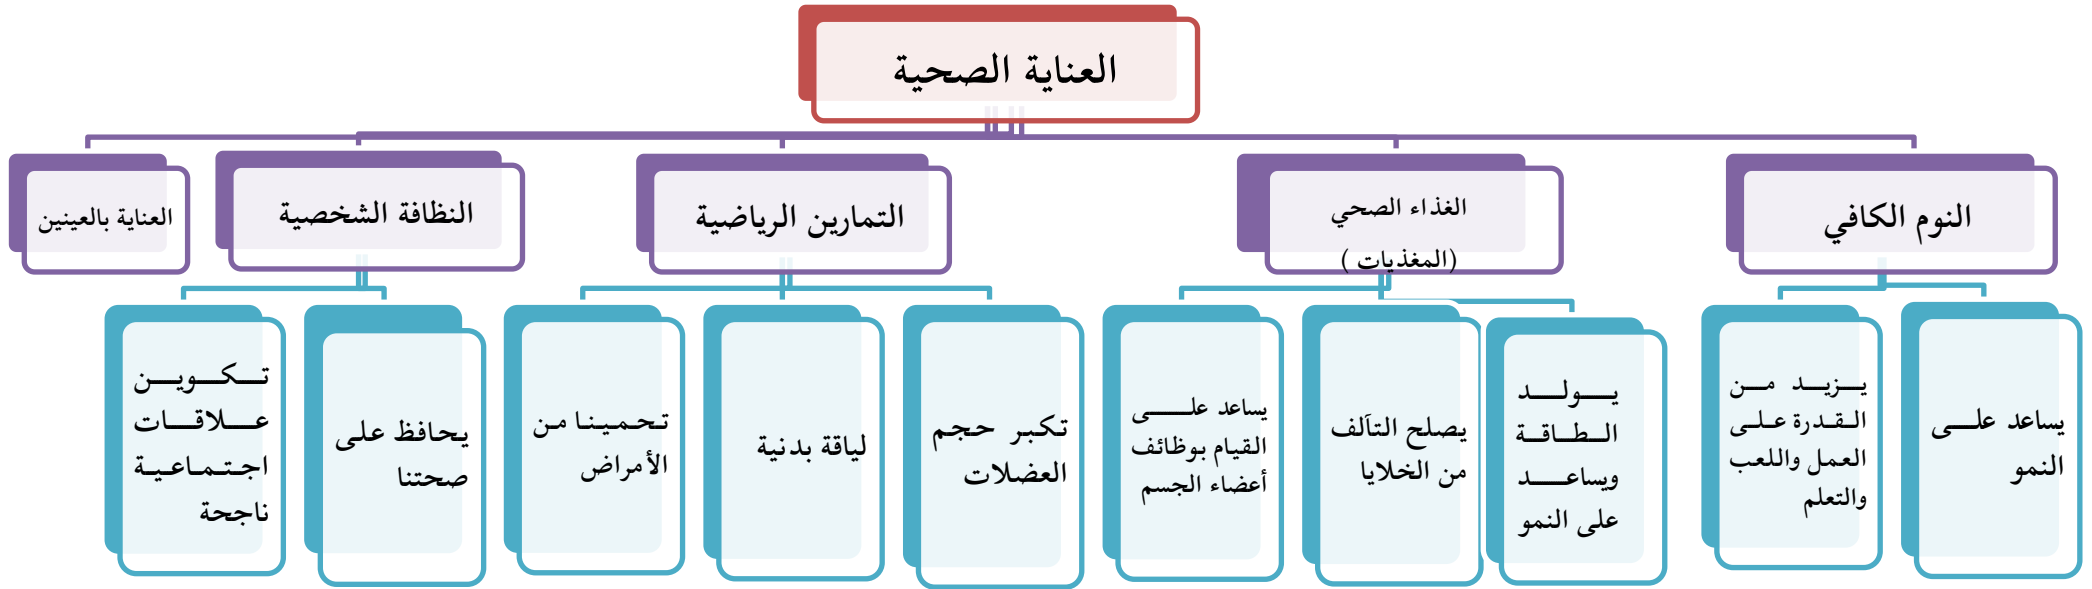 العناية الصحية
النوم الكافي
الغذاء الصحي
(المغذيات )
التمارين الرياضية
النظافة الشخصية
العناية بالعينين
يساعد على
النمو
يزيد من
القدرة على
العمل واللعب
والتعلم
يولد
الطاقة
ويساعد
على النمو
يصلح التآلف
من الخلايا
يساعد على
القيام بوظائف
أعضاء الجسم
تكبر حجم
العضلات
لياقة بدنية
تحمينا من
الأمراض
يحافظ على
صحتنا
تكوين
علاقات
اجتماعية
ناجحة